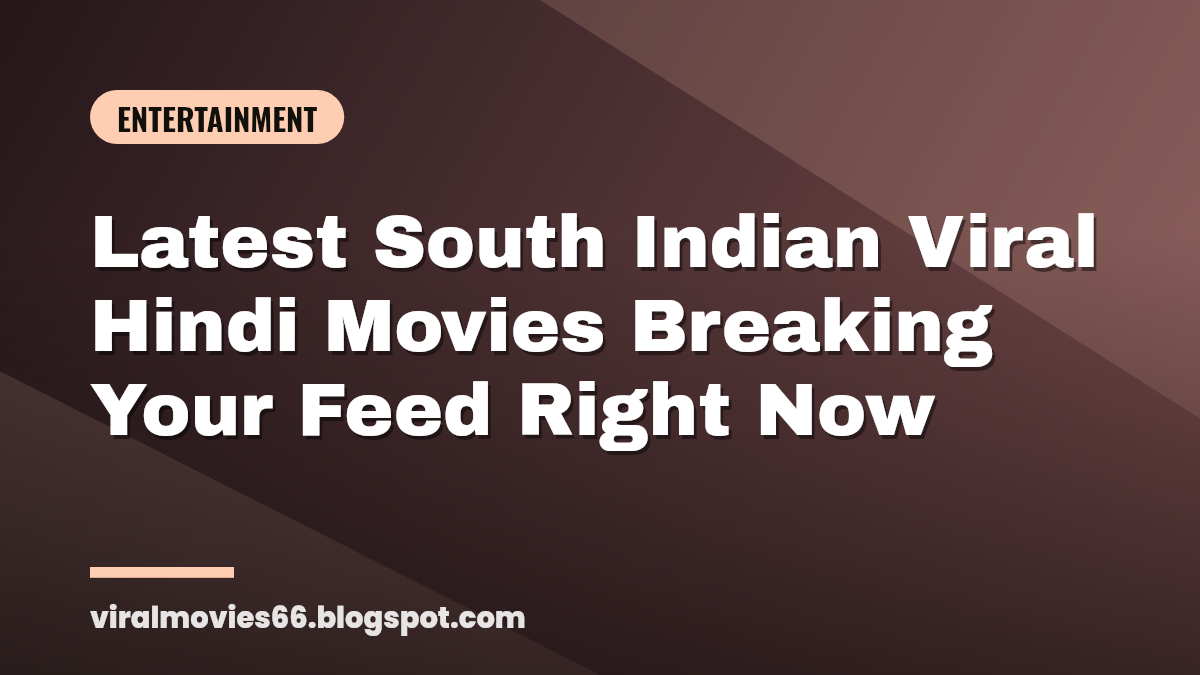 ENTERTAINMENT
Latest South Indian Viral
Hindi Movies Breaking
Your Feed Right Now
viralmovies66.blogspot.com